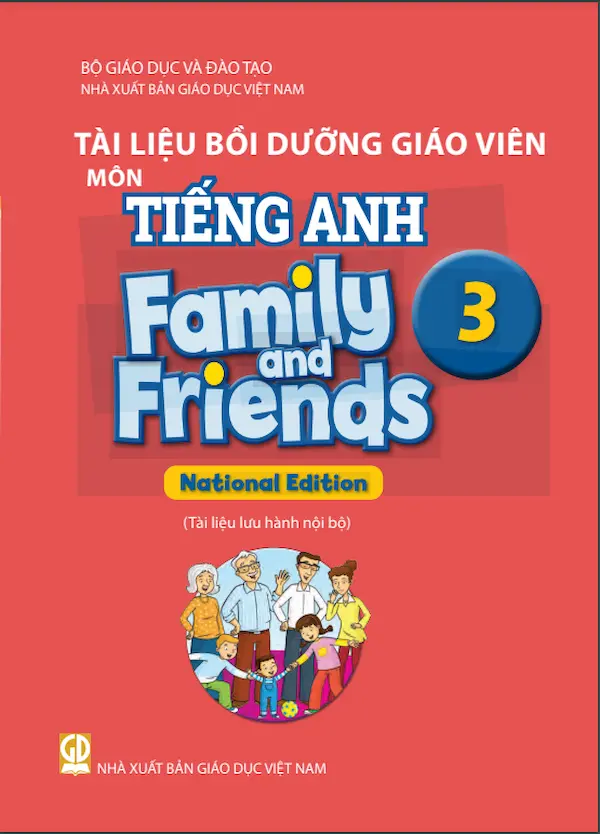 BỘ GIÁO DỤC VÀ ĐÀO TẠO
NHÀ XUẤT BẢN GIÁO DỤC VIỆT NAM
TÀI LIỆU BỒI DƯỠNG GIÁO VIÊN
MÔN
TIẾNG ANH
Family
and
Friends
3
National Edition
(Tài liệu lưu hành nội bộ)
GD
NHÀ XUẤT BẢN GIÁO DỤC VIỆT NAM